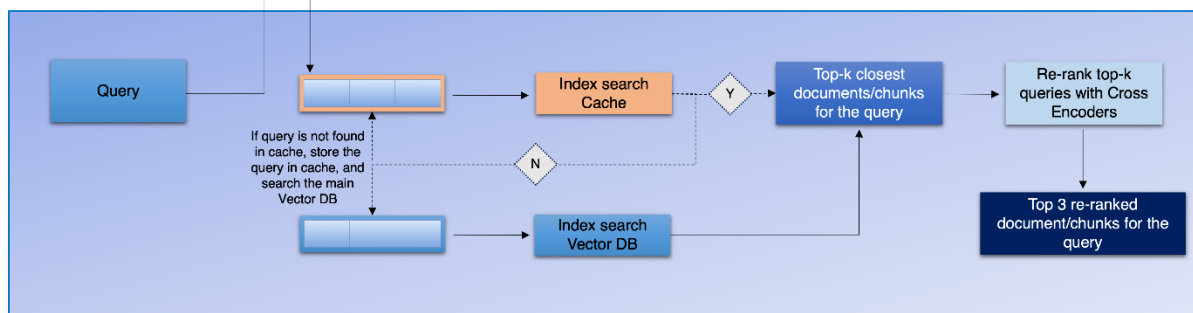 Query
Index search
Cache
Y
Top-k closest
documents/chunks
for the query
Re-rank top-k
queries with Cross
Encoders
If query is not found
in cache, store the
query in cache, and
search the main
Vector DB
N
Index search
Vector DB
Top 3 re-ranked
document/chunks for the
query